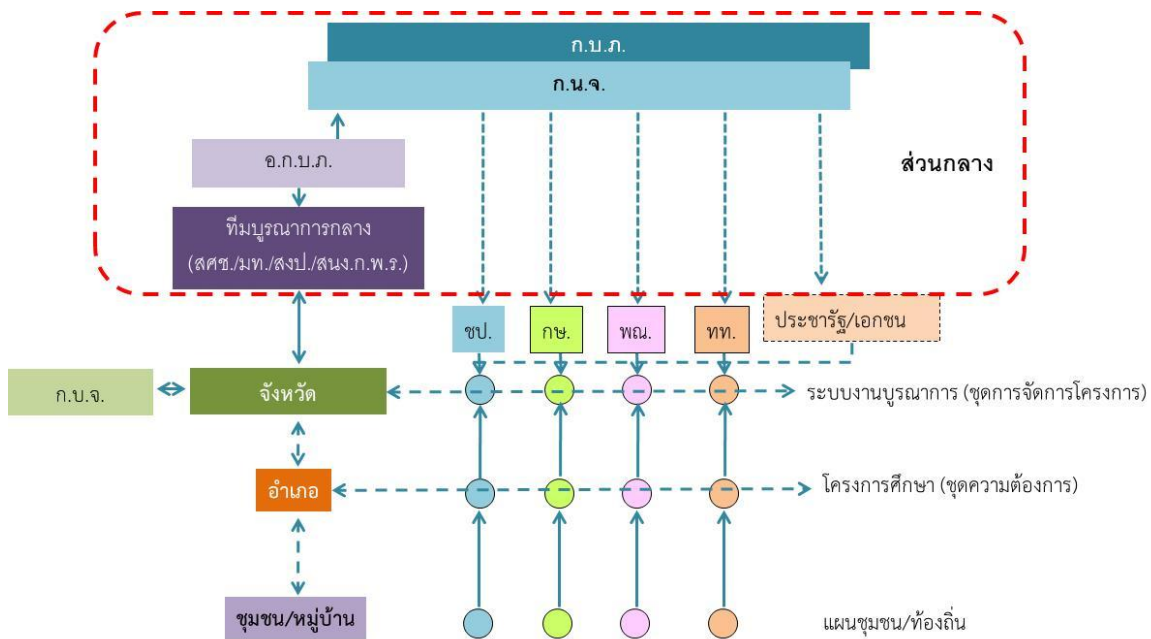 ก.บ.ภ.
ก.น.จ.
อ.ก.บ.ภ.
ส่วนกลาง
ทีมบูรณาการกลาง
(สศช./มท./สงป./สนง.ก.พ.ร.)
ชป.
กษ.
พณ.
ทท.
ประชารัฐ/เอกชน
ก.บ.จ.
จังหวัด
ระบบงานบูรณาการ (ชุดการจัดการโครงการ)
อำเภอ
โครงการศึกษา (ชุดความต้องการ)
ชุมชน/หมู่บ้าน
แผนชุมชน/ท้องถิ่น